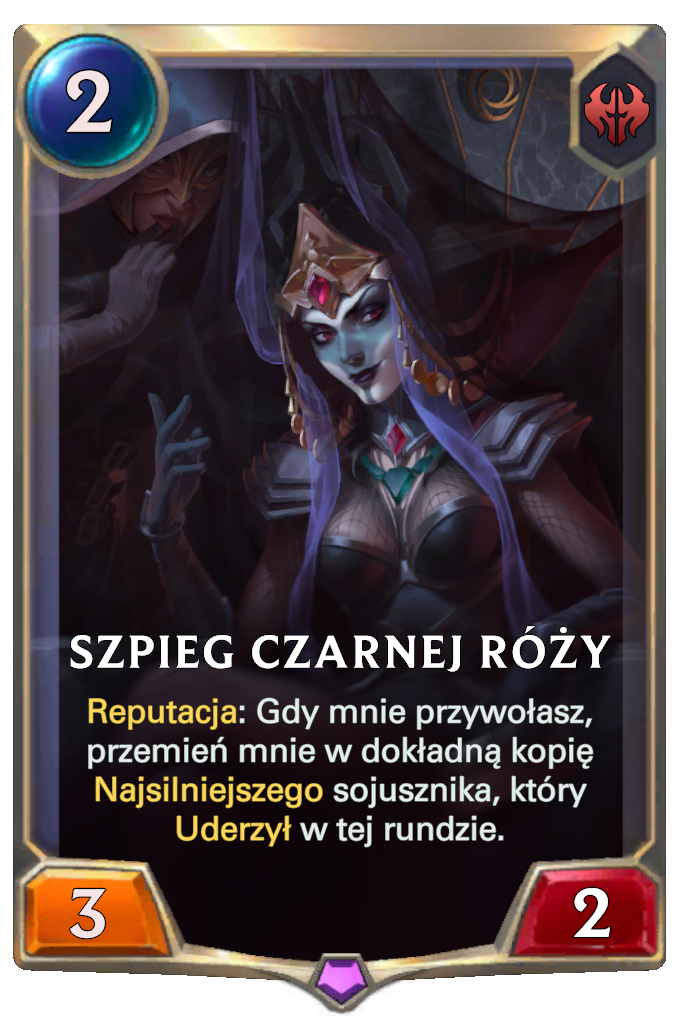 2
SZPIEG CZARNEJ RÓŻY
Reputacja: Gdy mnie przywołasz,
przemień mnie w dokładną kopię
Najsilniejszego sojusznika, który
Uderzył w tej rundzie.
3
2